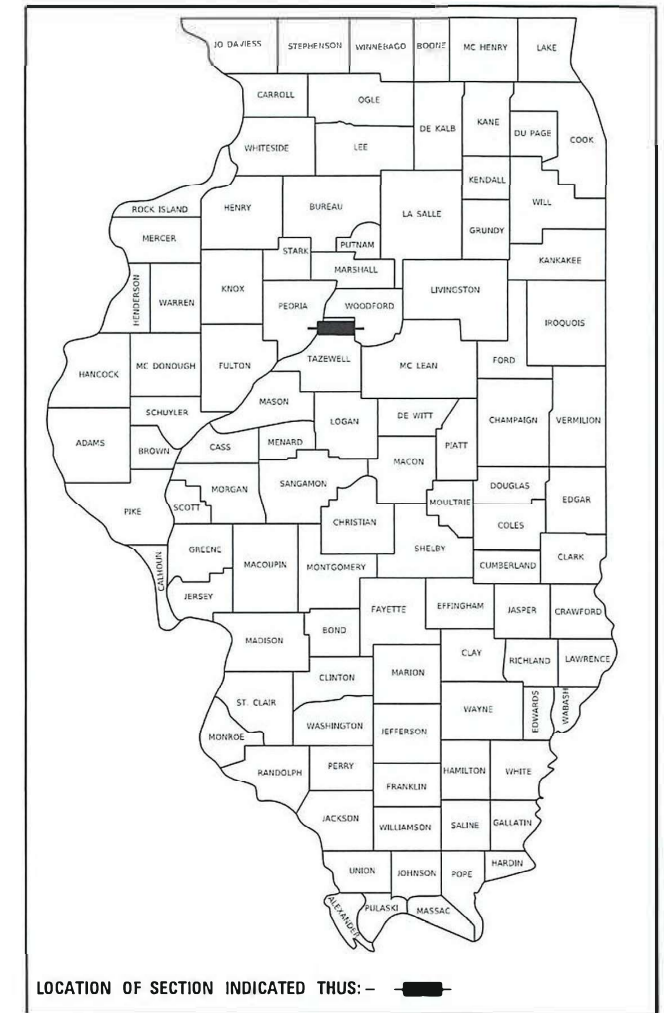 JO DAVIESS STEPHENSON WINNEBAGO BOONE MC HENRY LAKE
CARROLL OGLE DE KALB KANE DU PAGE COOK
WHITESIDE LEE
KENDALL
ROCK ISLAND HENRY BUREAU LA SALLE WILL
MERCER STARK PUTNAM GRUNDY
MARSHALL KANKAKEE
HENDERSON WARREN KNOX PEORIA WOODFORD LIVINGSTON IROQUOIS
HANCOCK MC DONOUGH FULTON TAZEWELL MC LEAN FORD
MASON
SCHUYLER LOGAN DE WITT CHAMPAIGN VERMILION
ADAMS BROWN CASS MENARD PIATT
MACON
PIKE SCOTT MORGAN SANGAMON MOULTRIE DOUGLAS EDGAR
CHRISTIAN COLES
CALHOUN GREENE MACOUPIN MONTGOMERY SHELBY CUMBERLAND CLARK
JERSEY FAYETTE EFFINGHAM JASPER CRAWFORD
MADISON BOND
CLAY RICHLAND LAWRENCE
CLINTON MARION
ST. CLAIR WAYNE EDWARDS WABASH
MONROE WASHINGTON JEFFERSON
RANDOLPH PERRY HAMILTON WHITE
FRANKLIN
JACKSON WILLIAMSON SALINE GALLATIN
UNION JOHNSON POPE HARDIN
ALEXANDER PULASKI MASSAC
LOCATION OF SECTION INDICATED THUS: –